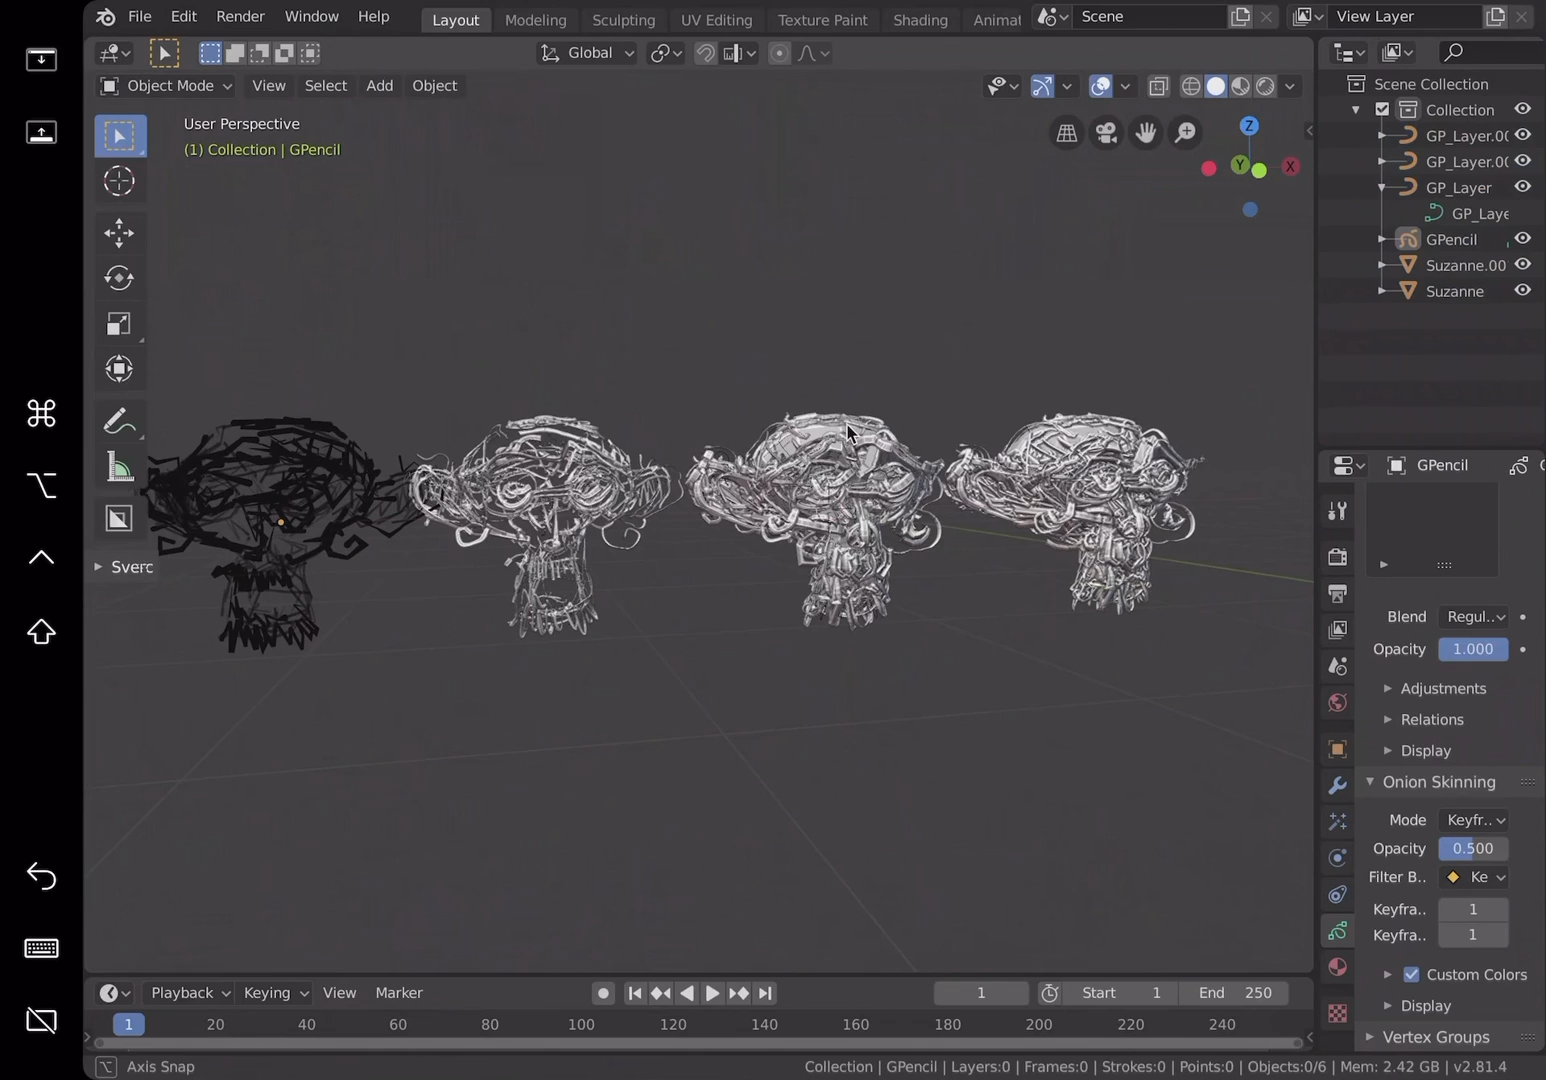 File Edit Render Window Help Layout Modeling Sculpting UV Editing Texture Paint Shading Animat Scene View Layer
Global
Object Mode View Select Add Object
User Perspective
(1) Collection | GPencil
Z
Y
X
Sverc
Scene Collection
Collection
GP_Layer.00
GP_Layer.00
GP_Layer
GP_Laye
GPencil
Suzanne.00
Suzanne
GPencil
Blend Regul..
Opacity 1.000
Adjustments
Relations
Display
Onion Skinning
Mode Keyfr..
Opacity 0.500
Filter B.. Ke
Keyfra.. 1
Keyfra.. 1
Custom Colors
Display
Vertex Groups
Playback Keying View Marker 1 Start 1 End 250
1 20 40 60 80 100 120 140 160 180 200 220 240
Axis Snap Collection | GPencil | Layers:0 | Frames:0 | Strokes:0 | Points:0 | Objects:0/6 | Mem: 2.42 GB | v2.81.4